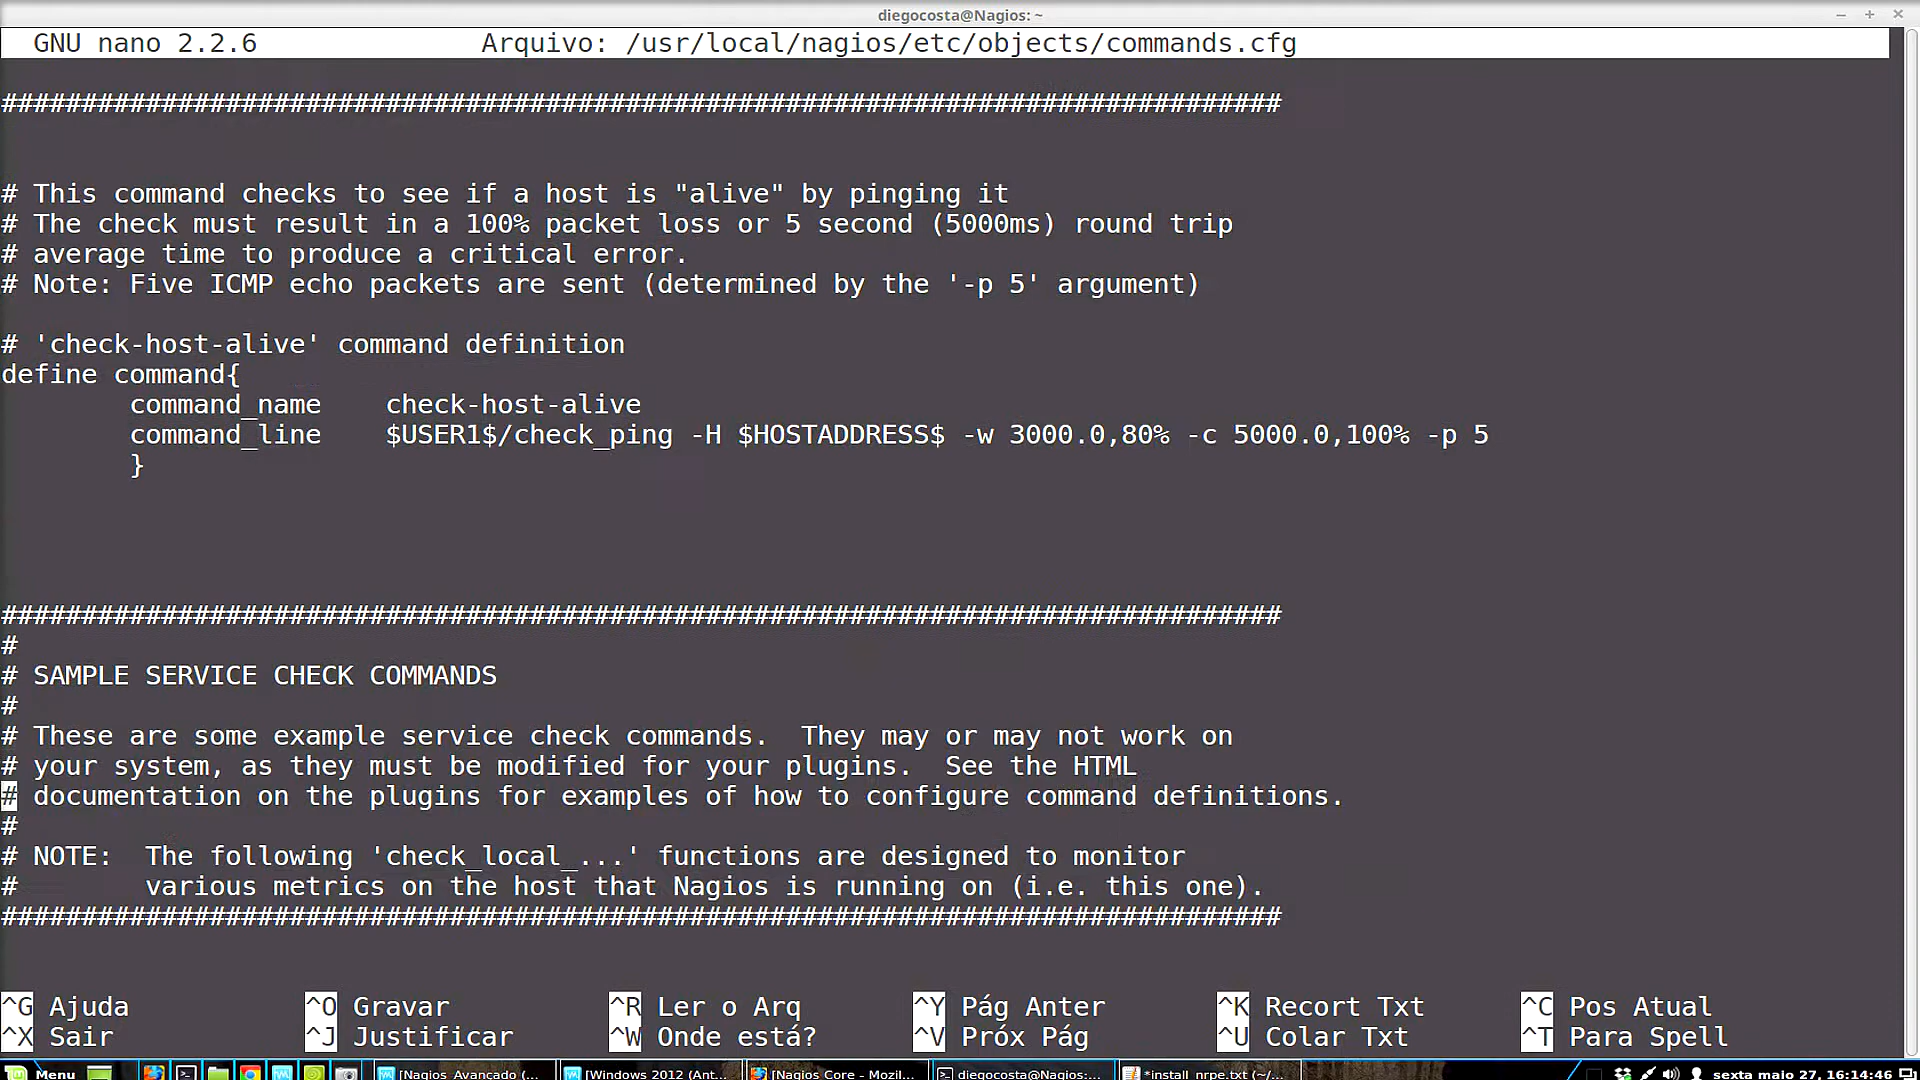 diegocosta@Nagios: ~
GNU nano 2.2.6 Arquivo: /usr/local/nagios/etc/objects/commands.cfg
################################################################################
# This command checks to see if a host is "alive" by pinging it
# The check must result in a 100% packet loss or 5 second (5000ms) round trip
# average time to produce a critical error.
# Note: Five ICMP echo packets are sent (determined by the '-p 5' argument)
# 'check-host-alive' command definition
define command{
command_name check-host-alive
command_line $USER1$/check_ping -H $HOSTADDRESS$ -w 3000.0,80% -c 5000.0,100% -p 5
}
################################################################################
#
# SAMPLE SERVICE CHECK COMMANDS
#
# These are some example service check commands. They may or may not work on
# your system, as they must be modified for your plugins. See the HTML
# documentation on the plugins for examples of how to configure command definitions.
#
# NOTE: The following 'check_local_...' functions are designed to monitor
# various metrics on the host that Nagios is running on (i.e. this one).
################################################################################
^G Ajuda ^O Gravar ^R Ler o Arq ^Y Pág Anter ^K Recort Txt ^C Pos Atual
^X Sair ^J Justificar ^W Onde está? ^V Próx Pág ^U Colar Txt ^T Para Spell
Menu [Nagios Avançado (... [Windows 2012 (Ant... [Nagios Core - Mozil... diegocosta@Nagios:... *install_nrpe.txt (~/... sexta maio 27, 16:14:46